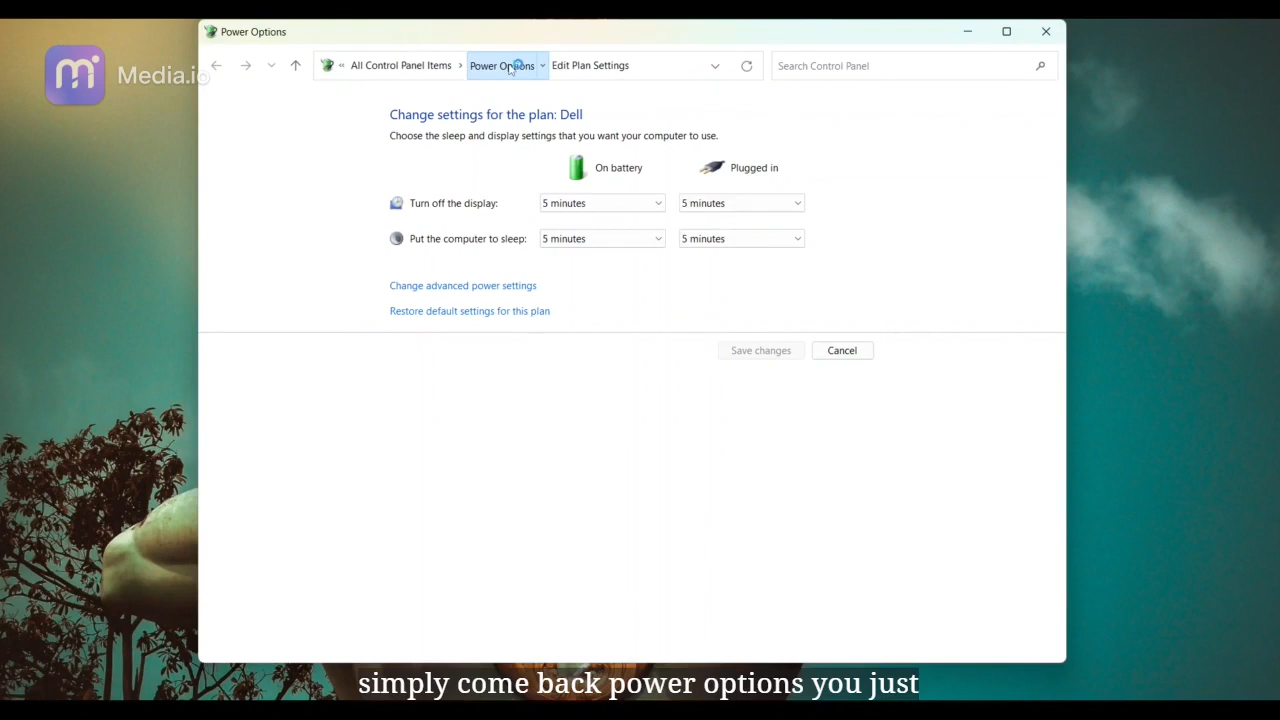 Power Options
Media.io
« All Control Panel Items > Power Options Edit Plan Settings
Search Control Panel
Change settings for the plan: Dell
Choose the sleep and display settings that you want your computer to use.
On battery Plugged in
Turn off the display: 5 minutes 5 minutes
Put the computer to sleep: 5 minutes 5 minutes
Change advanced power settings
Restore default settings for this plan
Save changes Cancel
simply come back power options you just